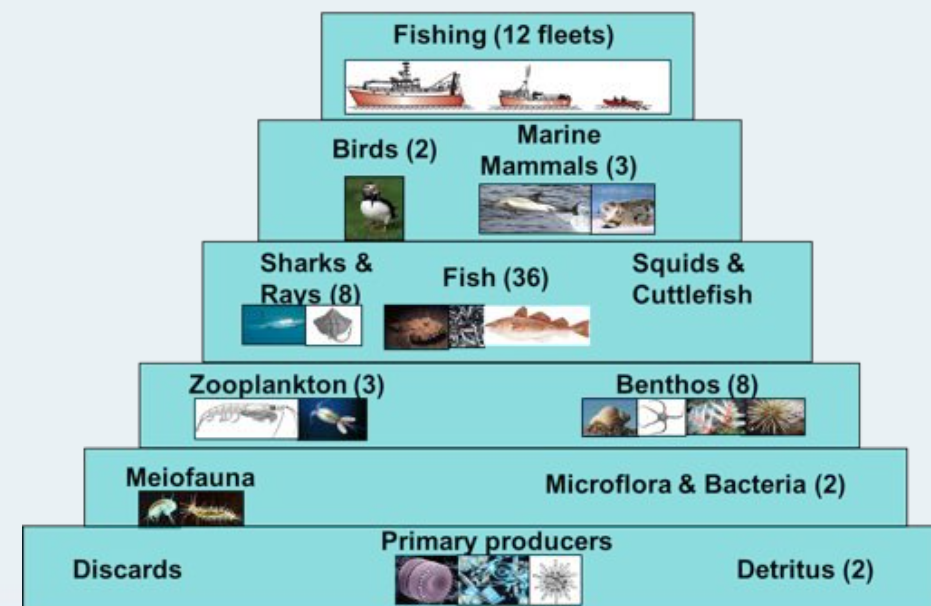 Fishing (12 fleets)
Birds (2)
Marine
Mammals (3)
Sharks &
Rays (8)
Fish (36)
Squids &
Cuttlefish
Zooplankton (3)
Benthos (8)
Meiofauna
Microflora & Bacteria (2)
Discards
Primary producers
Detritus (2)